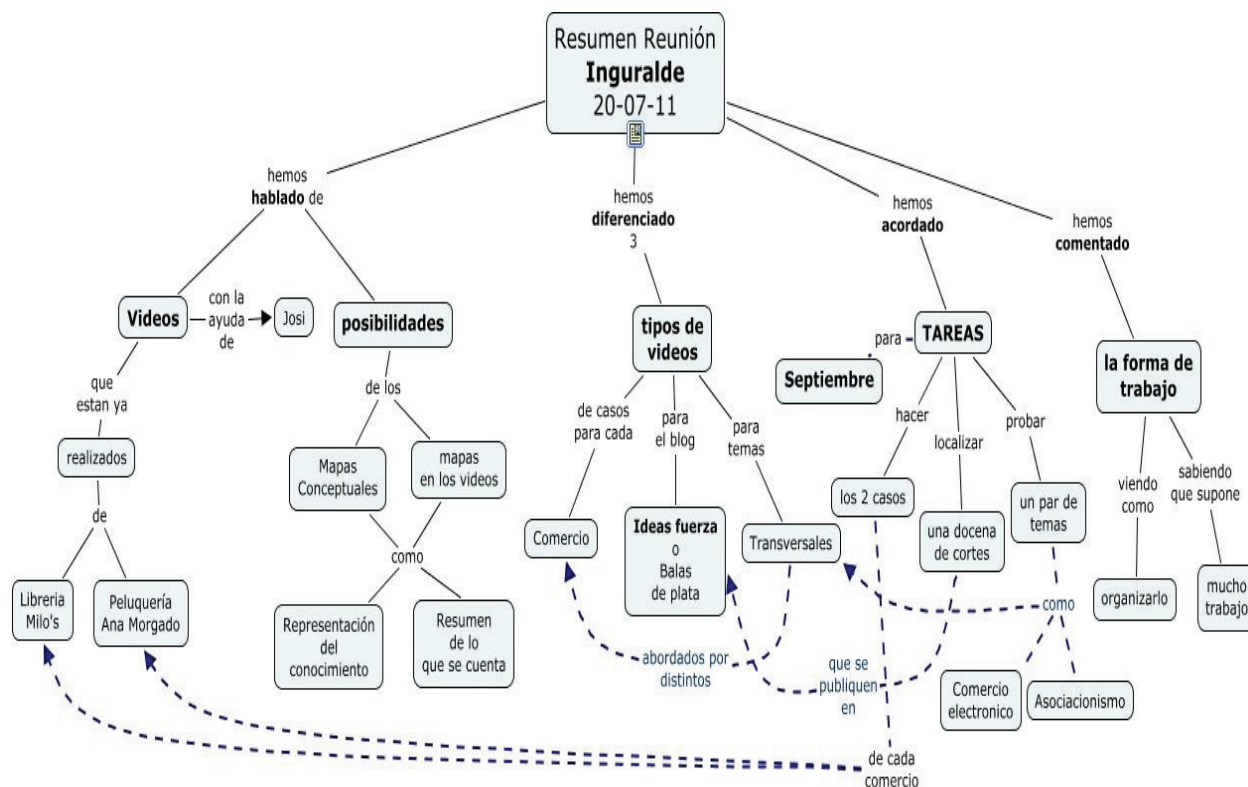 Resumen Reunión
Inguralde
20-07-11
hemos
hablado de
hemos
diferenciado
3
hemos
acordado
hemos
comentado
Videos
con la
ayuda
de
Josi
posibilidades
tipos de
videos
para
TAREAS
Septiembre
la forma de
trabajo
que
estan ya
de los
de casos
para cada
para
el blog
para
temas
hacer
localizar
probar
realizados
Mapas
Conceptuales
mapas
en los videos
viendo
como
sabiendo
que supone
los 2 casos
un par de
temas
Comercio
Ideas fuerza
o
Balas
de plata
Transversales
una docena
de cortes
de
como
Libreria
Milo's
Peluquería
Ana Morgado
Representación
del
conocimiento
Resumen
de lo
que se cuenta
organizarlo
mucho
trabajo
como
abordados por
distintos
que se
publiquen
en
Comercio
electronico
Asociacionismo
de cada
comercio